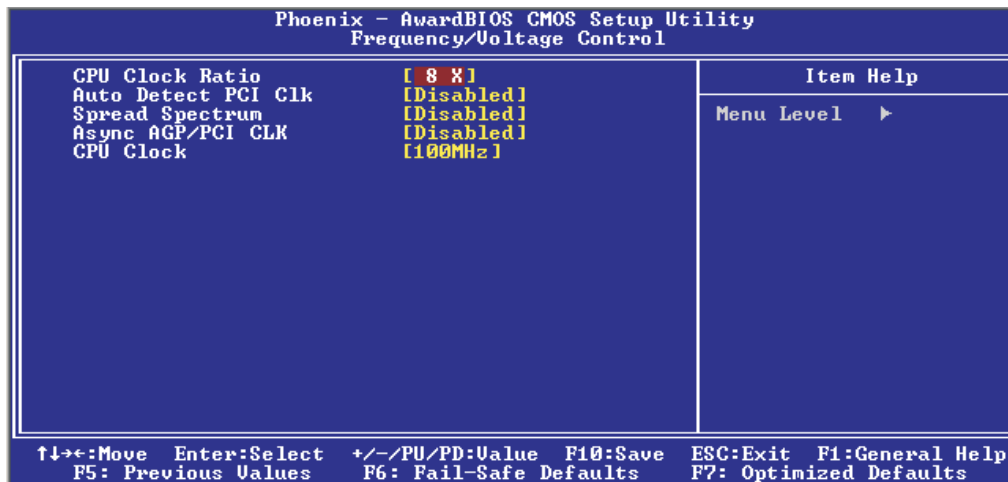 Phoenix - AwardBIOS CMOS Setup Utility
Frequency/Voltage Control
CPU Clock Ratio [ 8 X]
Auto Detect PCI Clk [Disabled]
Spread Spectrum [Disabled]
Async AGP/PCI CLK [Disabled]
CPU Clock [100MHz]
Item Help
Menu Level ►
↑↓→←:Move Enter:Select +/-/PU/PD:Value F10:Save ESC:Exit F1:General Help
F5: Previous Values F6: Fail-Safe Defaults F7: Optimized Defaults